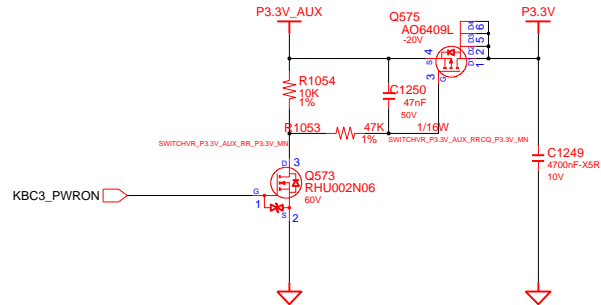 P3.3V_AUX
Q575
AO6409L
-20V
P3.3V
D4
D3
D2
D1
6
5
2
1
4
S
3
G
R1054
10K
1%
C1250
47nF
50V
R1053
47K
1%
1/16W
SWITCHVR_P3.3V_AUX_RR_P3.3V_MN
SWITCHVR_P3.3V_AUX_RRCQ_P3.3V_MN
C1249
4700nF-X5R
10V
D
3
Q573
RHU002N06
60V
KBC3_PWRON
G
1
S
2